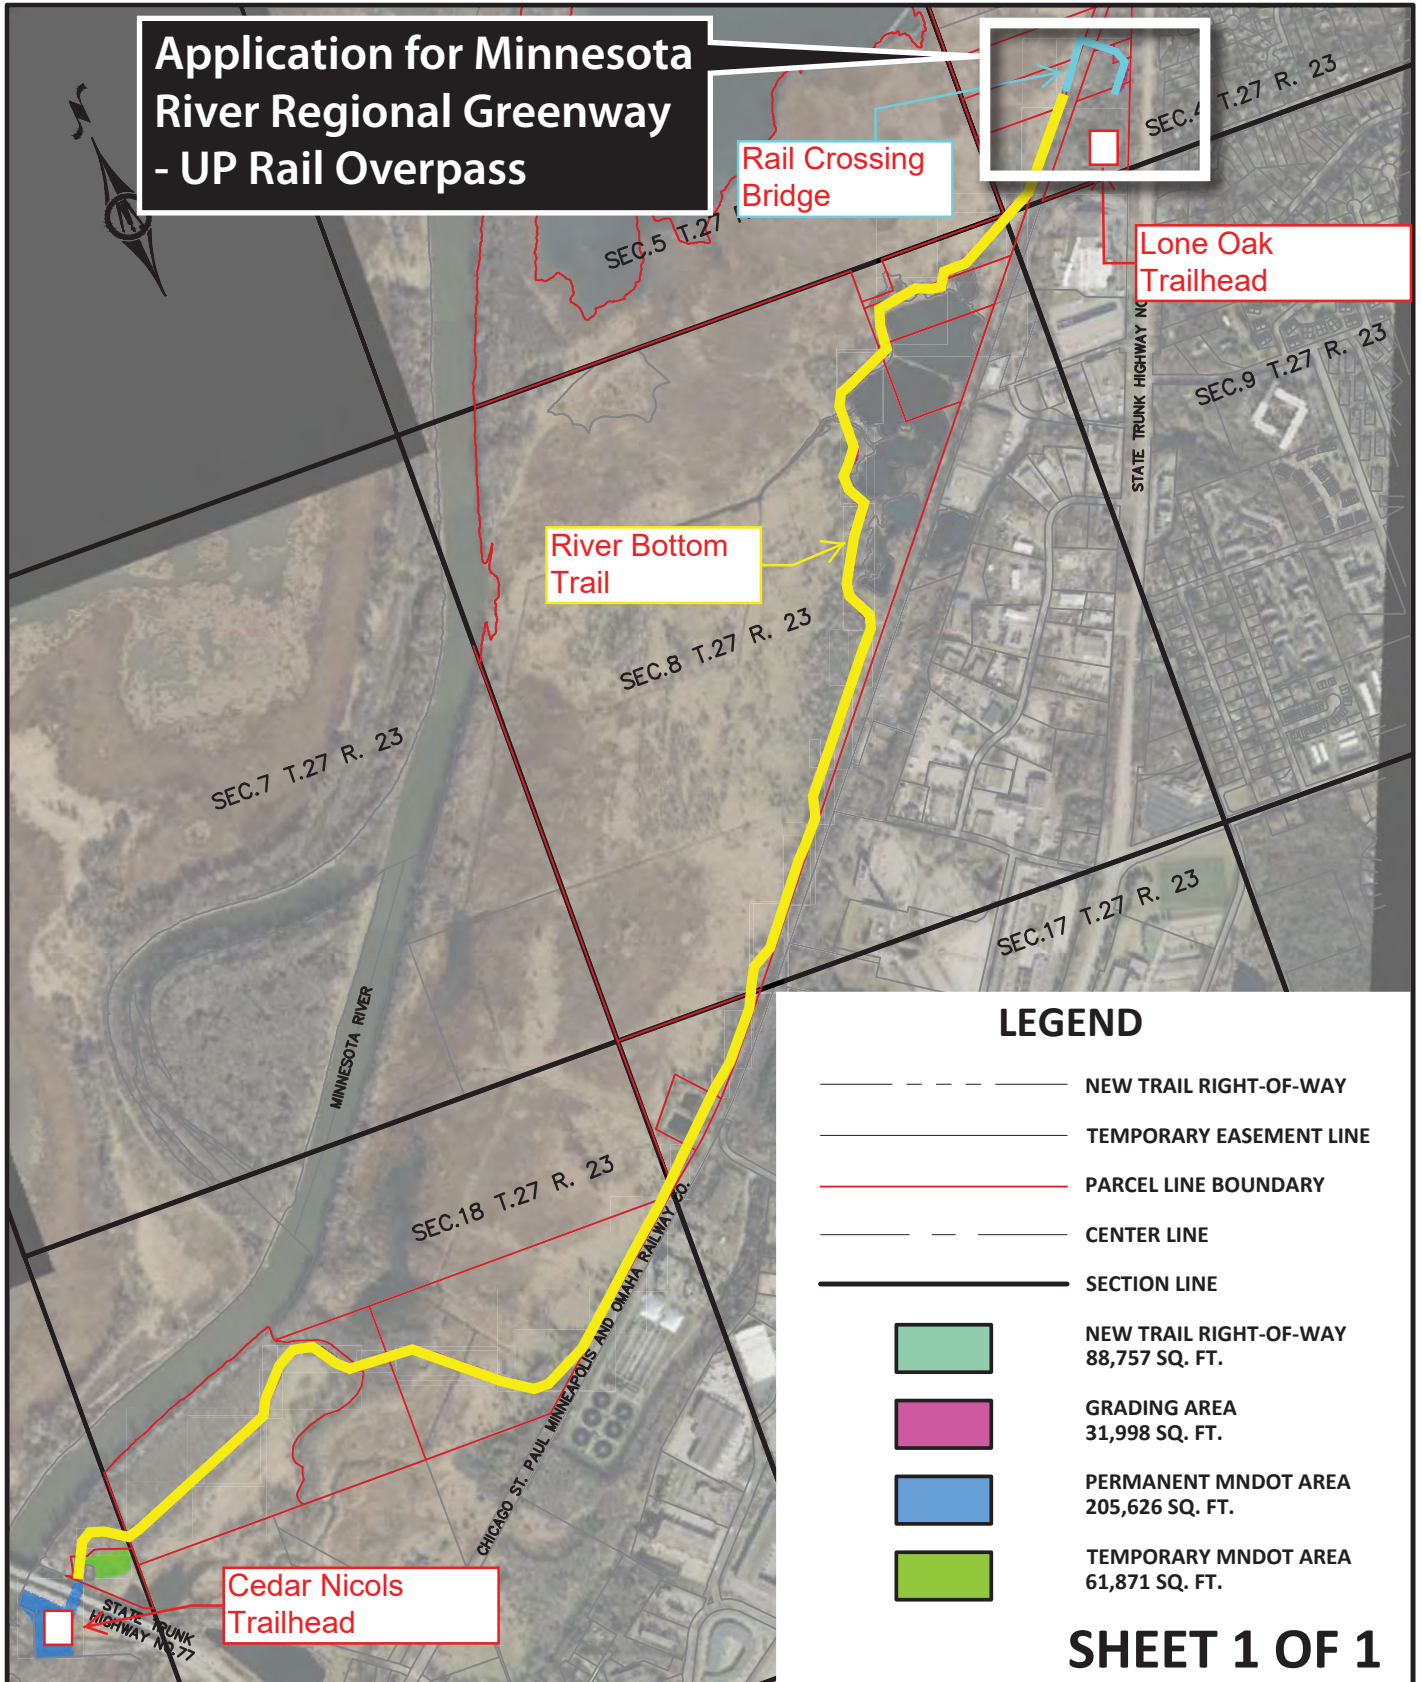 Application for Minnesota
River Regional Greenway
- UP Rail Overpass
N
Rail Crossing
Bridge
SEC.4 T.27 R. 23
Lone Oak
Trailhead
SEC.5 T.27
STATE TRUNK HIGHWAY NO
SEC.9 T.27 R. 23
River Bottom
Trail
SEC.8 T.27 R. 23
SEC.7 T.27 R. 23
SEC.17 T.27 R. 23
MINNESOTA RIVER
SEC.18 T.27 R. 23
CHICAGO ST. PAUL MINNEAPOLIS AND OMAHA RAILWAY CO.
Cedar Nicols
Trailhead
STATE TRUNK
HIGHWAY NO.77
LEGEND
NEW TRAIL RIGHT-OF-WAY
TEMPORARY EASEMENT LINE
PARCEL LINE BOUNDARY
CENTER LINE
SECTION LINE
NEW TRAIL RIGHT-OF-WAY
88,757 SQ. FT.
GRADING AREA
31,998 SQ. FT.
PERMANENT MNDOT AREA
205,626 SQ. FT.
TEMPORARY MNDOT AREA
61,871 SQ. FT.
SHEET 1 OF 1